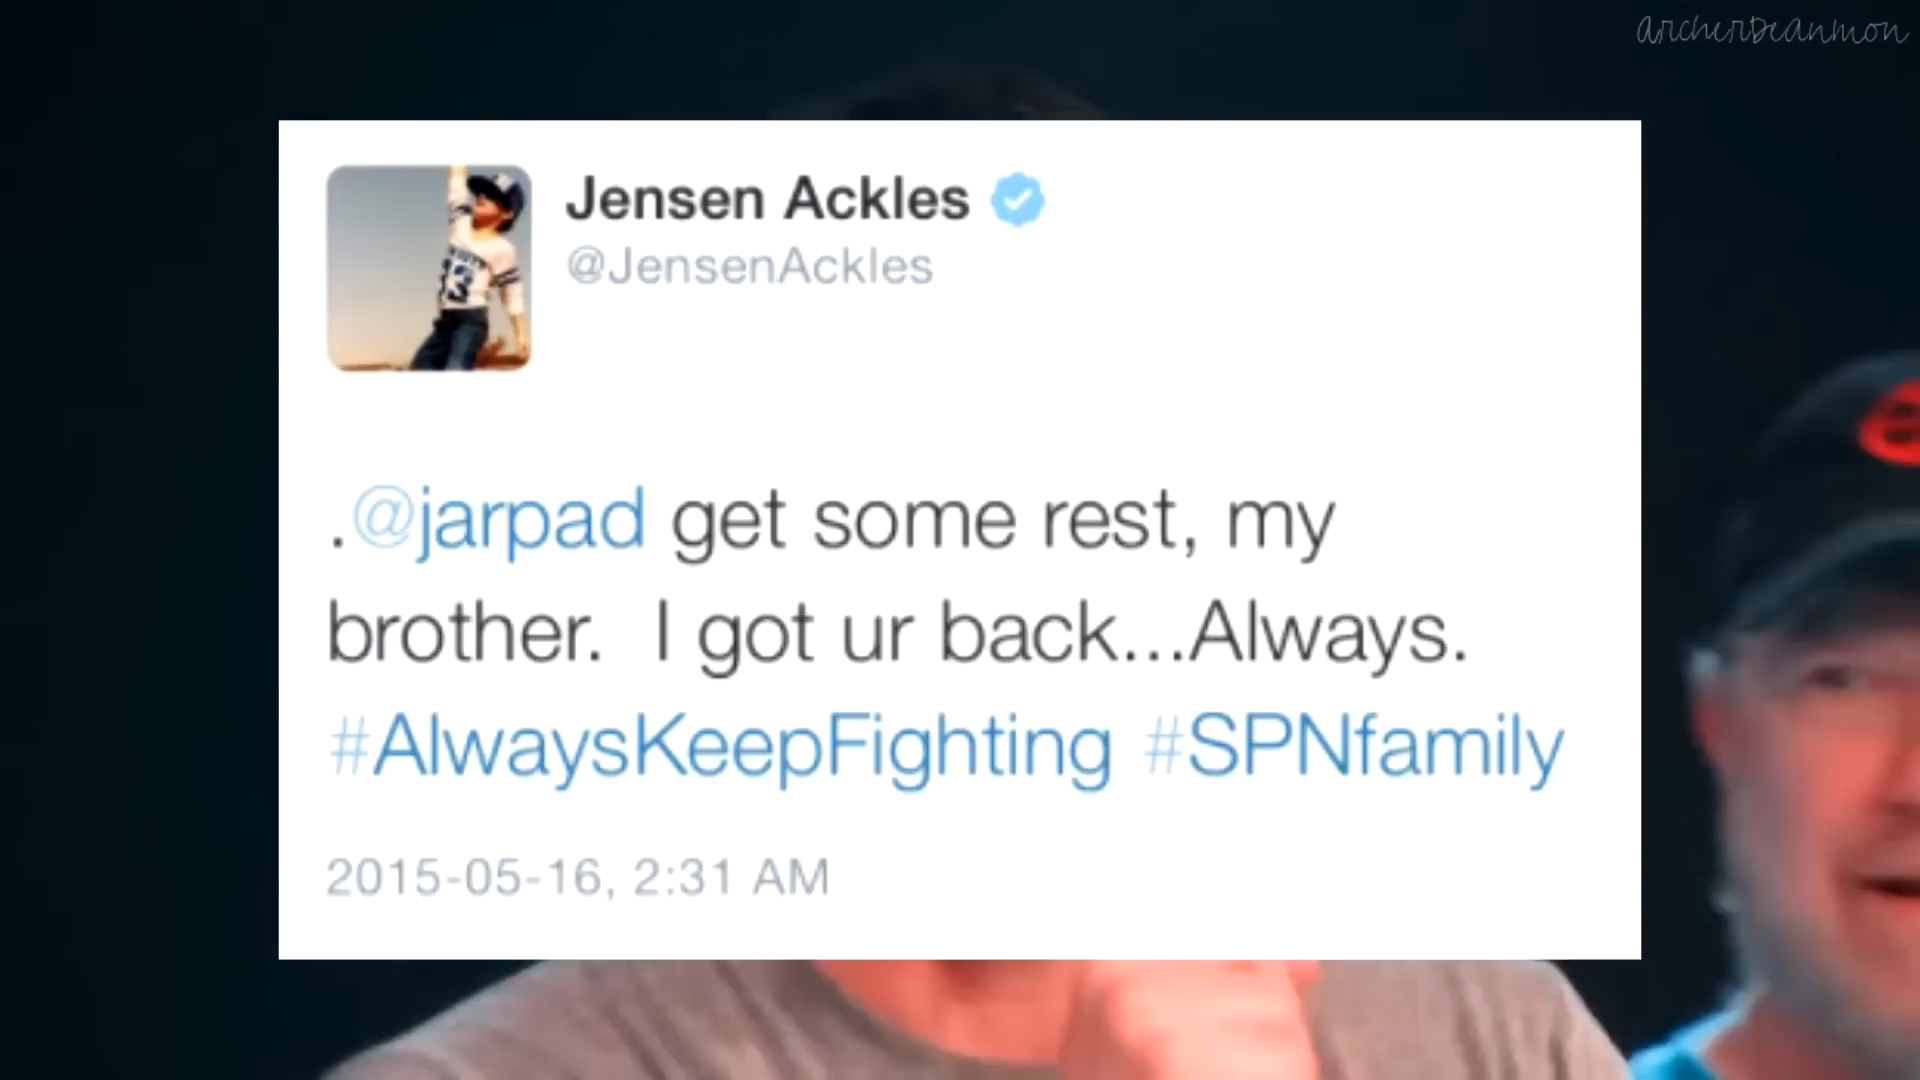 archerdeanmon
Jensen Ackles
@JensenAckles
.@jarpad get some rest, my
brother.  I got ur back...Always.
#AlwaysKeepFighting #SPNfamily
2015-05-16, 2:31 AM